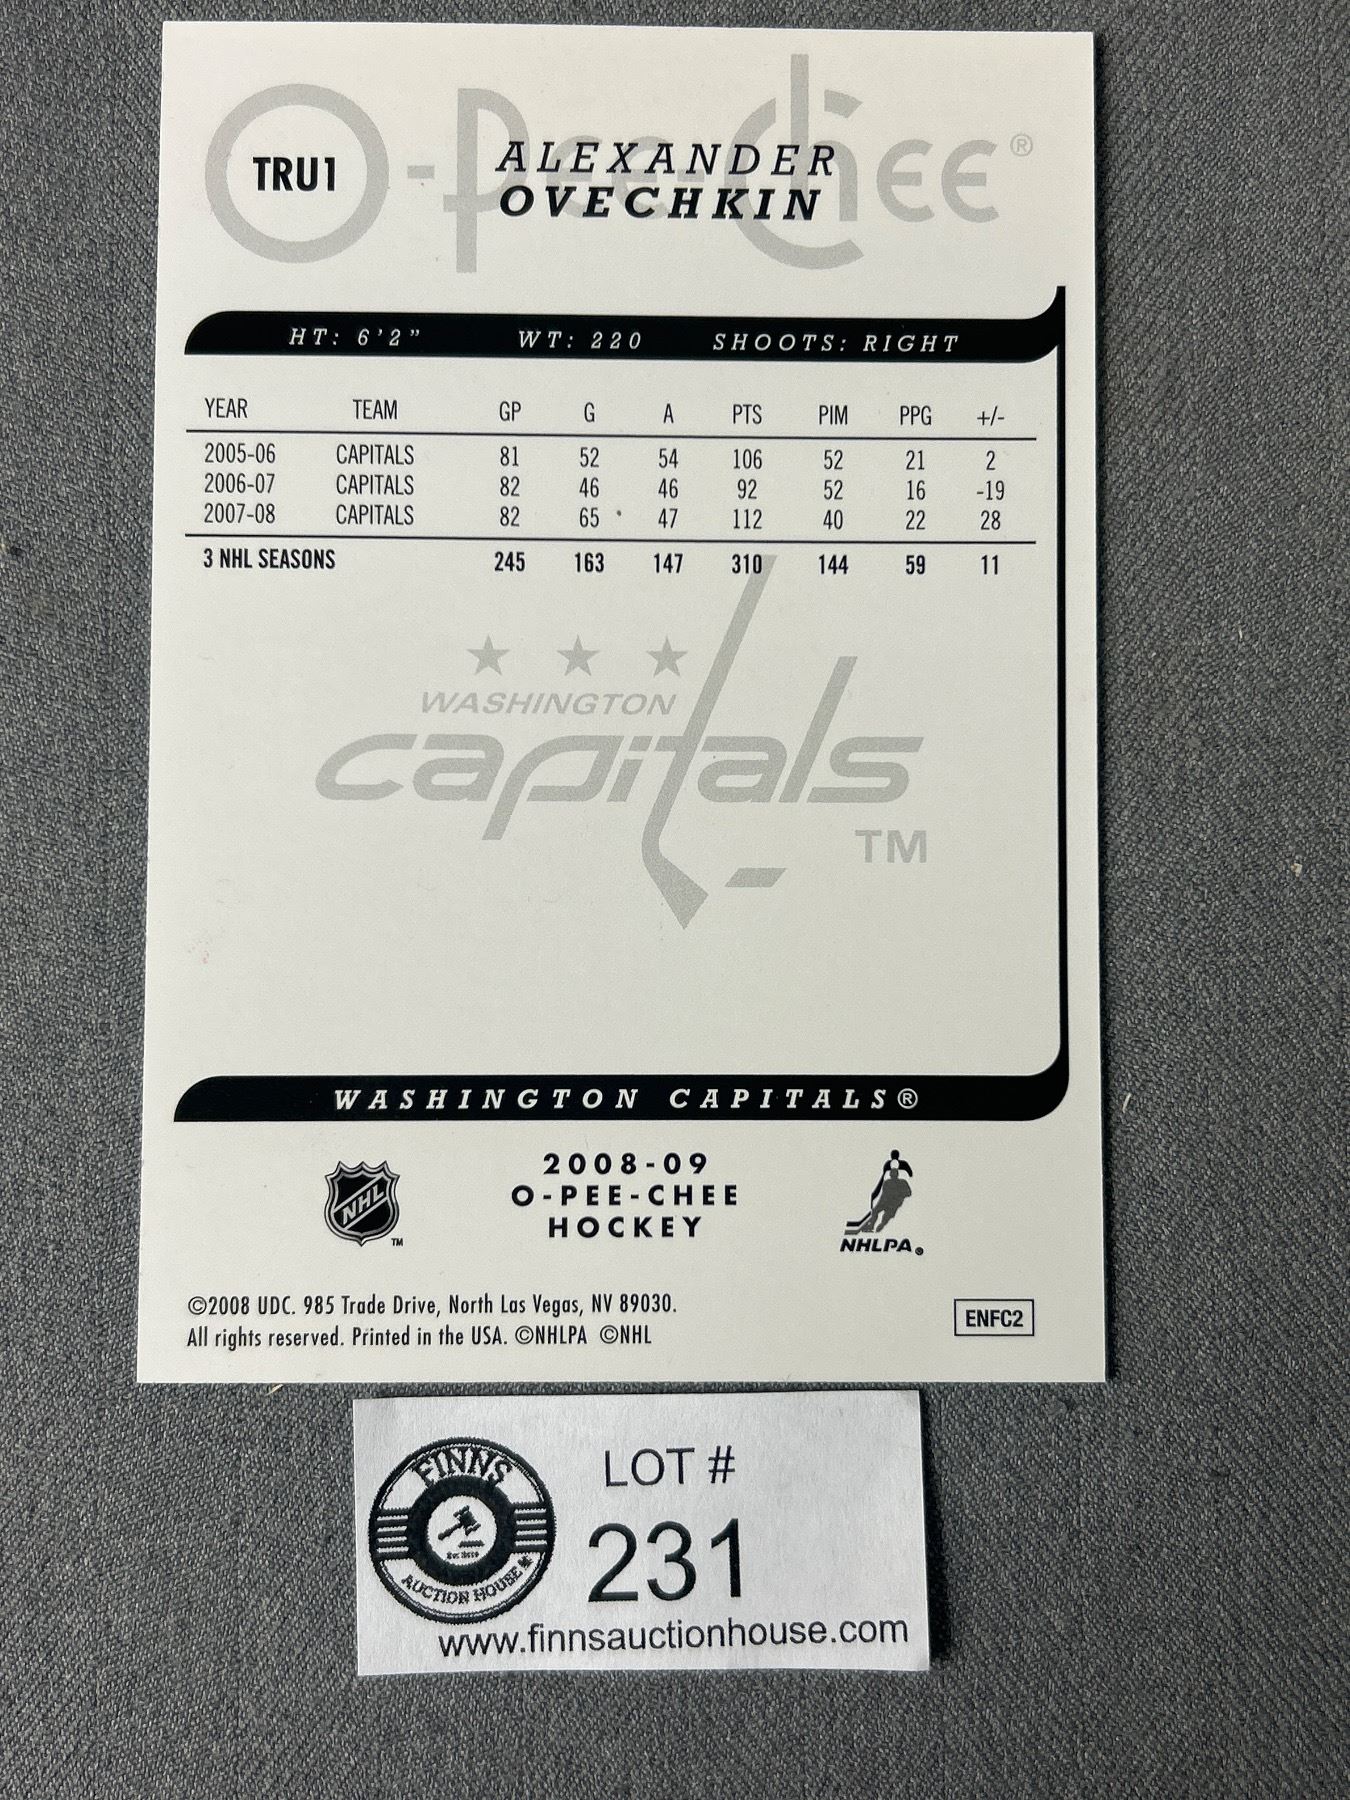 O-Pee-Chee®
TRU1
ALEXANDER
OVECHKIN
HT: 6'2" WT: 220 SHOOTS: RIGHT
YEAR TEAM GP G A PTS PIM PPG +/-
2005-06 CAPITALS 81 52 54 106 52 21 2
2006-07 CAPITALS 82 46 46 92 52 16 -19
2007-08 CAPITALS 82 65 47 112 40 22 28
3 NHL SEASONS 245 163 147 310 144 59 11
WASHINGTON
capitals
TM
WASHINGTON CAPITALS®
2008-09
O-PEE-CHEE
HOCKEY
NHL TM
NHLPA®
©2008 UDC. 985 Trade Drive, North Las Vegas, NV 89030.
All rights reserved. Printed in the USA. ©NHLPA ©NHL
ENFC2
FINNS
AUCTION HOUSE
LOT #
231
www.finnsauctionhouse.com